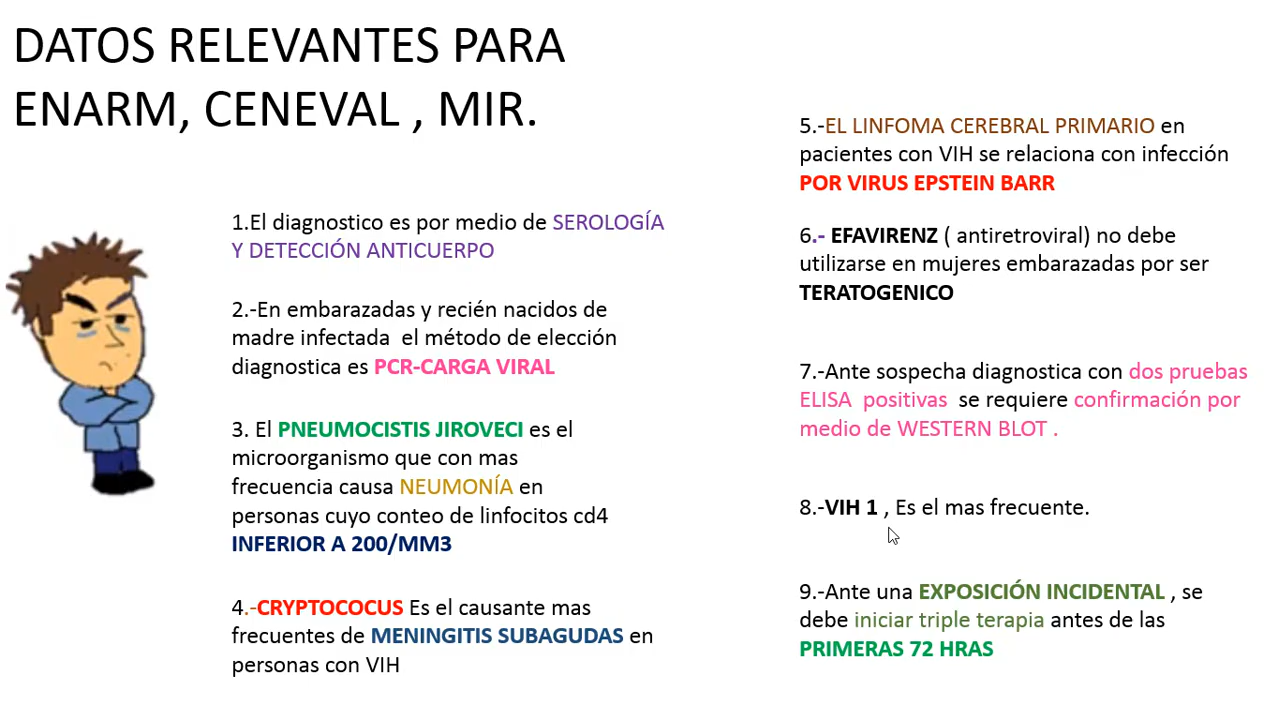 DATOS RELEVANTES PARA
ENARM, CENEVAL , MIR.
1.El diagnostico es por medio de SEROLOGÍA
Y DETECCIÓN ANTICUERPO
2.-En embarazadas y recién nacidos de
madre infectada  el método de elección
diagnostica es PCR-CARGA VIRAL
3. El PNEUMOCISTIS JIROVECI es el
microorganismo que con mas
frecuencia causa NEUMONÍA en
personas cuyo conteo de linfocitos cd4
INFERIOR A 200/MM3
4.-CRYPTOCOCUS Es el causante mas
frecuentes de MENINGITIS SUBAGUDAS en
personas con VIH
5.-EL LINFOMA CEREBRAL PRIMARIO en
pacientes con VIH se relaciona con infección
POR VIRUS EPSTEIN BARR
6.- EFAVIRENZ ( antiretroviral) no debe
utilizarse en mujeres embarazadas por ser
TERATOGENICO
7.-Ante sospecha diagnostica con dos pruebas
ELISA  positivas  se requiere confirmación por
medio de WESTERN BLOT .
8.-VIH 1 , Es el mas frecuente.
9.-Ante una EXPOSICIÓN INCIDENTAL , se
debe iniciar triple terapia antes de las
PRIMERAS 72 HRAS